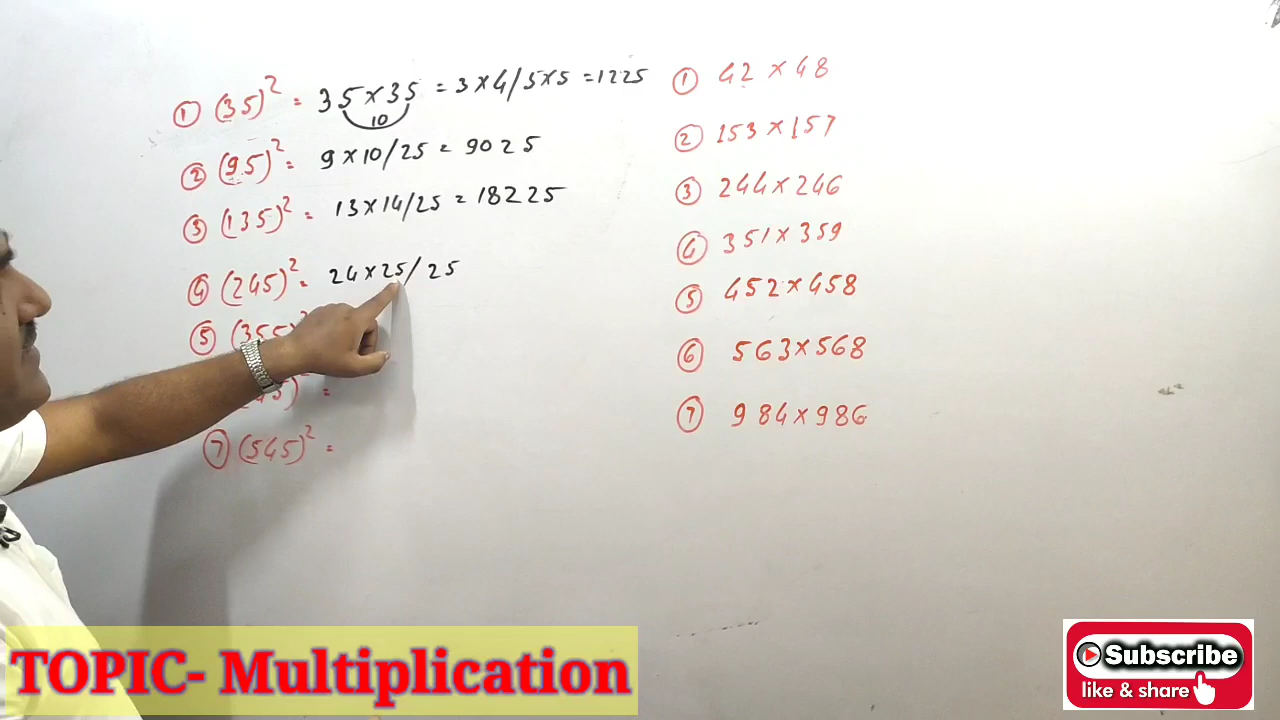 ① (35)² = 35×35 = 3×4/5×5 = 1225
10
② (95)² = 9×10/25 = 9025
③ (135)² = 13×14/25 = 18225
④ (245)² = 24×25/25
⑤ (355)²
⑦ (545)² =
① 42 × 48
② 153 × 157
③ 244 × 246
④ 351 × 359
⑤ 452 × 458
⑥ 563 × 568
⑦ 984 × 986
TOPIC- Multiplication
Subscribe
like & share